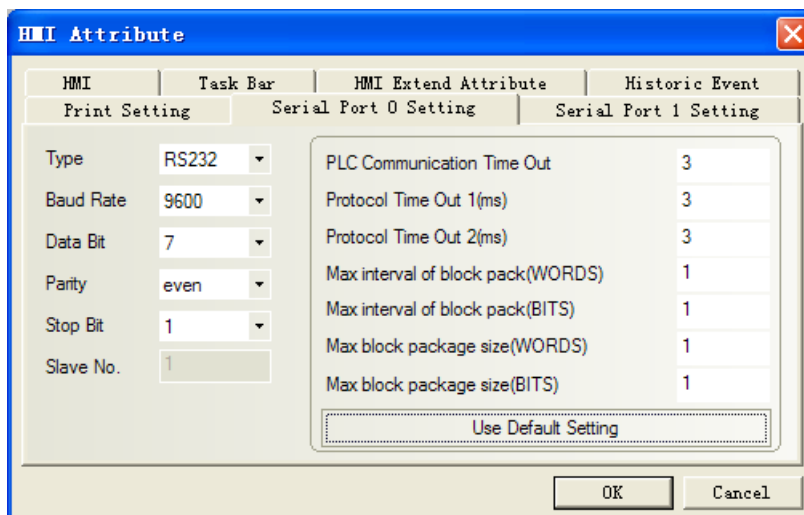 HMI Attribute
HMI Task Bar HMI Extend Attribute Historic Event
Print Setting Serial Port 0 Setting Serial Port 1 Setting
Type RS232
Baud Rate 9600
Data Bit 7
Parity even
Stop Bit 1
Slave No. 1
PLC Communication Time Out 3
Protocol Time Out 1(ms) 3
Protocol Time Out 2(ms) 3
Max interval of block pack(WORDS) 1
Max interval of block pack(BITS) 1
Max block package size(WORDS) 1
Max block package size(BITS) 1
Use Default Setting
OK Cancel